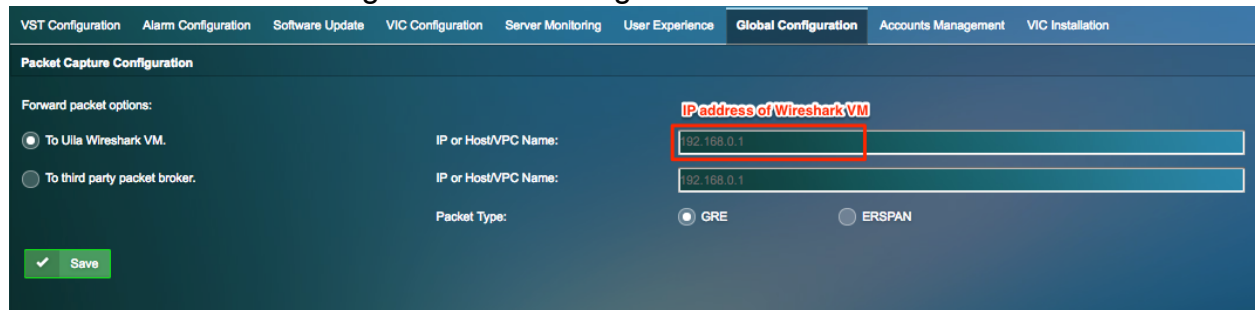 VST Configuration Alarm Configuration Software Update VIC Configuration Server Monitoring User Experience Global Configuration Accounts Management VIC Installation
Packet Capture Configuration
Forward packet options:
IP address of Wireshark VM
To Uila Wireshark VM. IP or Host/VPC Name: 192.168.0.1
To third party packet broker. IP or Host/VPC Name: 192.168.0.1
Packet Type: GRE ERSPAN
Save